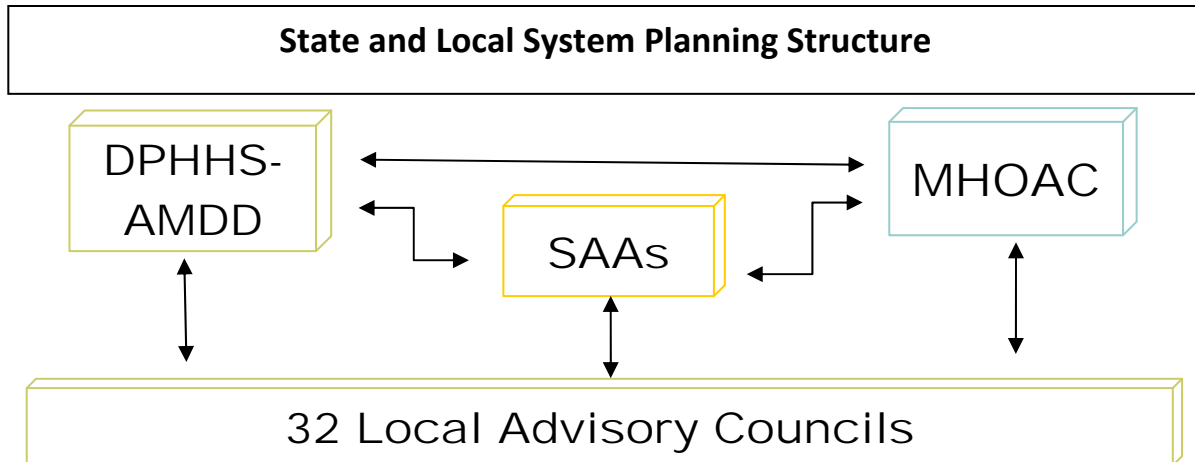 State and Local System Planning Structure
DPHHS-
AMDD
MHOAC
SAAs
32 Local Advisory Councils